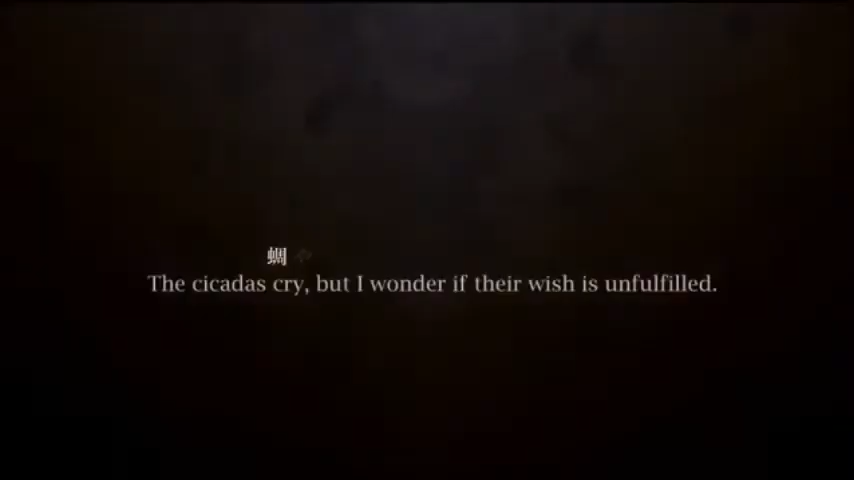 蜩
The cicadas cry, but I wonder if their wish is unfulfilled.